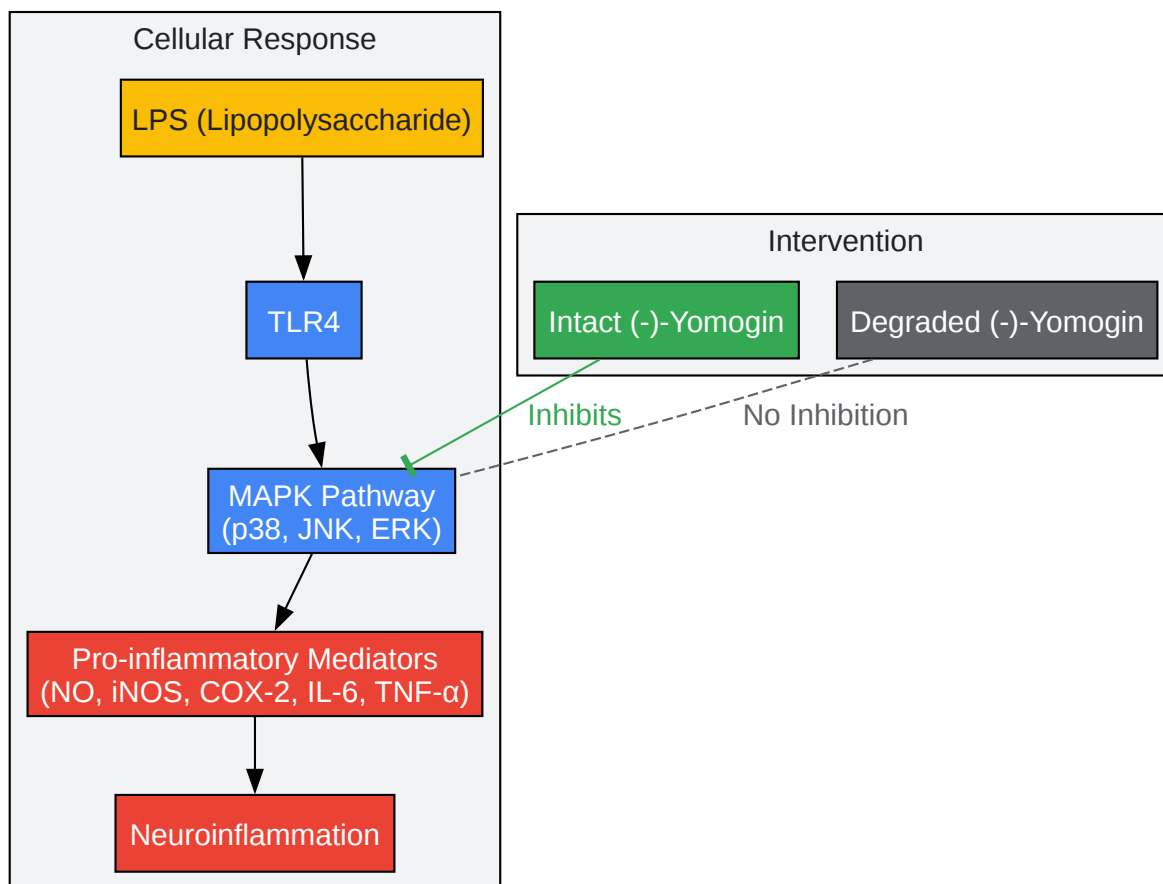 Cellular Response
LPS (Lipopolysaccharide)
TLR4
MAPK Pathway
(p38, JNK, ERK)
Pro-inflammatory Mediators
(NO, iNOS, COX-2, IL-6, TNF-α)
Neuroinflammation
Intervention
Intact (-)-Yomogin
Degraded (-)-Yomogin
Inhibits
No Inhibition